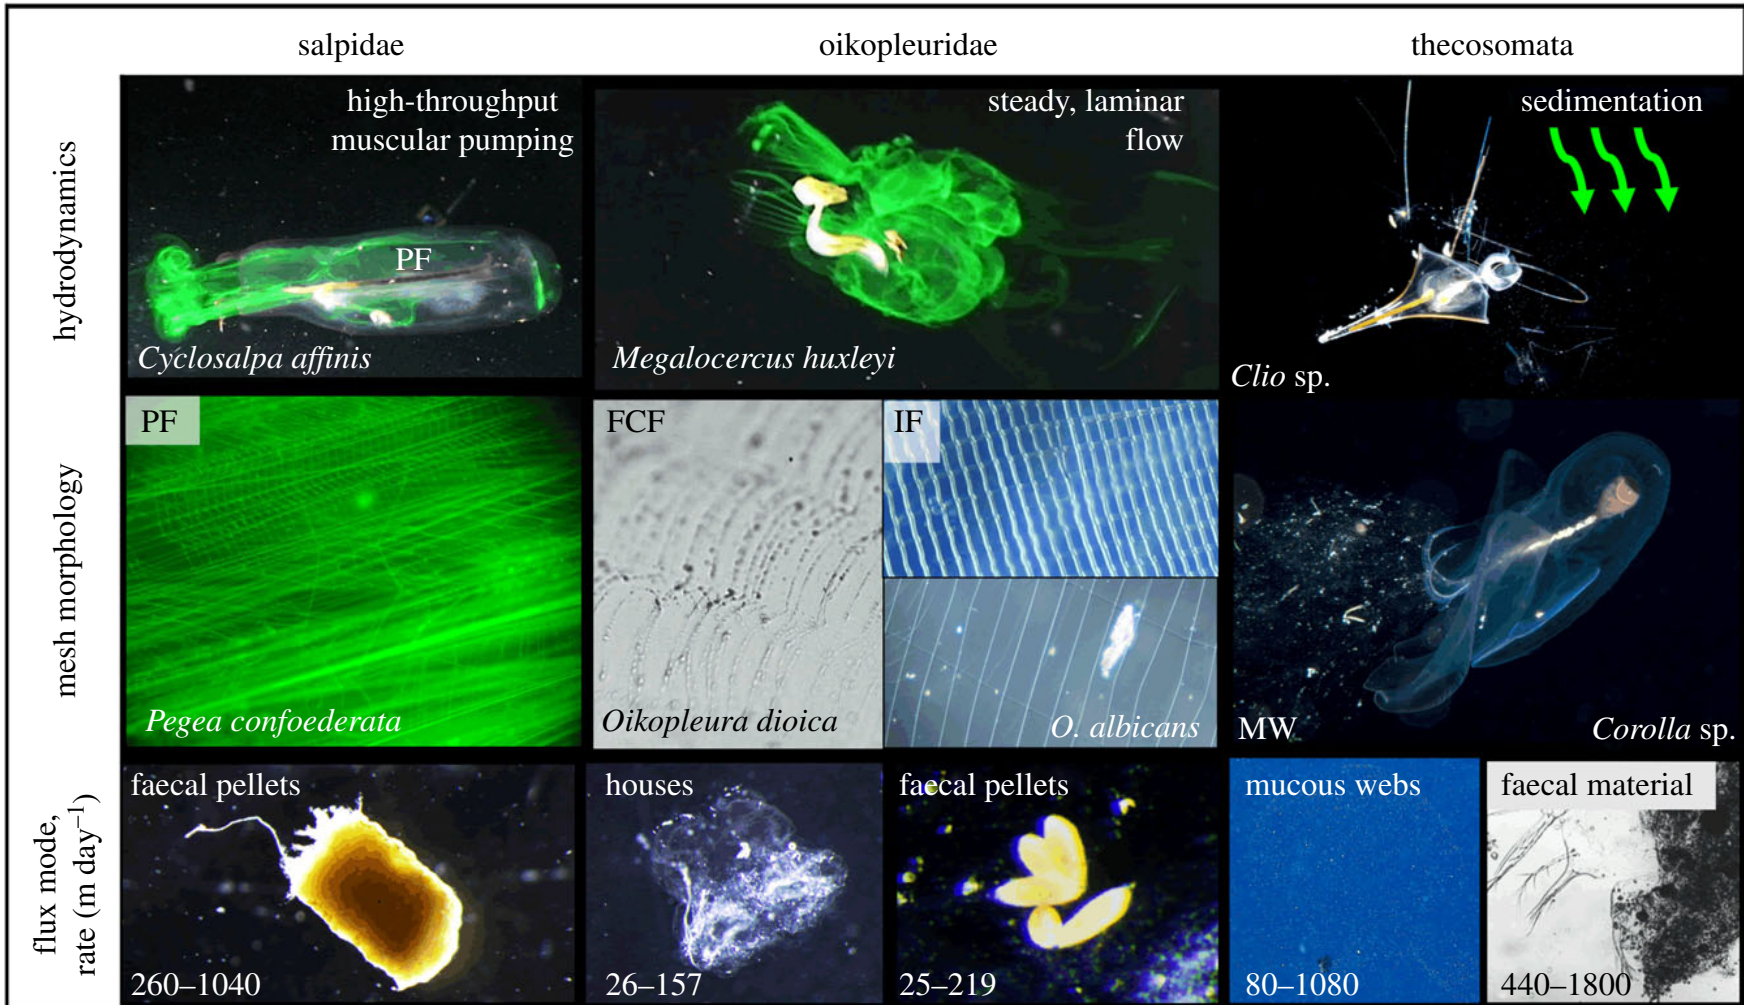 salpidae
oikopleuridae
thecosomata
hydrodynamics
high-throughput
muscular pumping
PF
Cyclosalpa affinis
steady, laminar
flow
Megalocercus huxleyi
sedimentation
Clio sp.
mesh morphology
PF
Pegea confoederata
FCF
Oikopleura dioica
IF
O. albicans
MW
Corolla sp.
flux mode,
rate (m day⁻¹)
faecal pellets
260–1040
houses
26–157
faecal pellets
25–219
mucous webs
80–1080
faecal material
440–1800